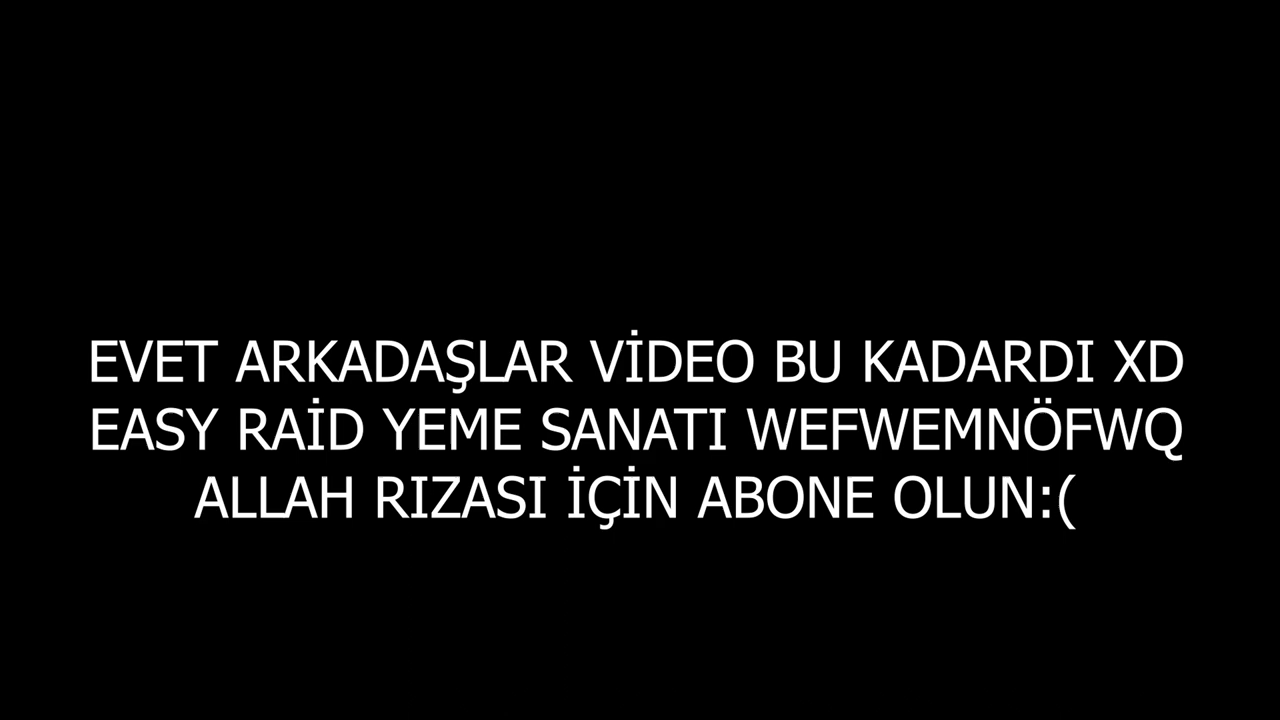 EVET ARKADAŞLAR VİDEO BU KADARDI XD
EASY RAİD YEME SANATI WEFWEMNÖFWQ
ALLAH RIZASI İÇİN ABONE OLUN:(